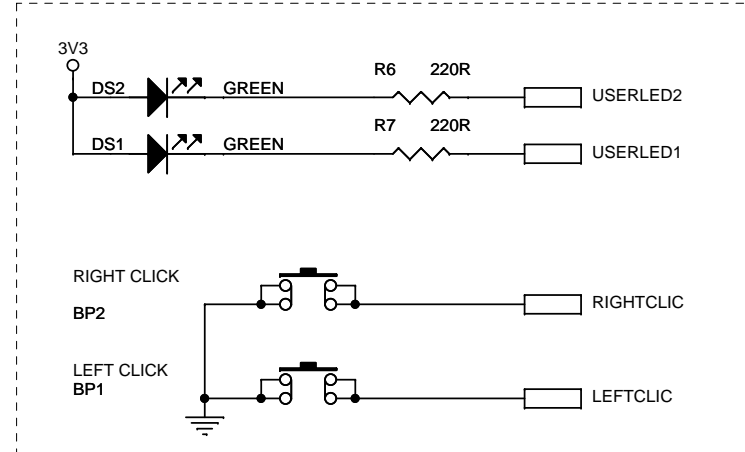 3V3
R6 220R
DS2 GREEN USERLED2
R7 220R
DS1 GREEN USERLED1
RIGHT CLICK
RIGHTCLIC
BP2
LEFT CLICK
BP1
LEFTCLIC